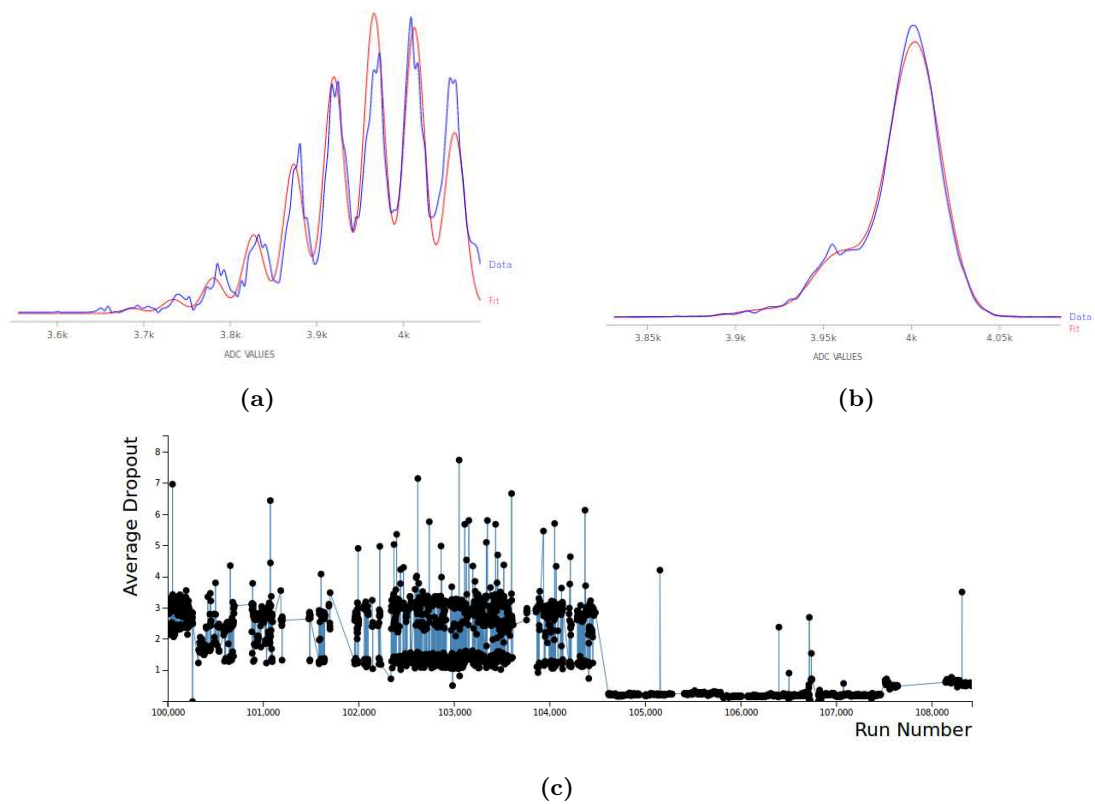 Data
Fit
3.6k 3.7k 3.8k 3.9k 4k
ADC VALUES
(a)
Data
Fit
3.85k 3.9k 3.95k 4k 4.05k
ADC VALUES
(b)
Average Dropout
8
7
6
5
4
3
2
1
100,000 101,000 102,000 103,000 104,000 105,000 106,000 107,000 108,000
Run Number
(c)